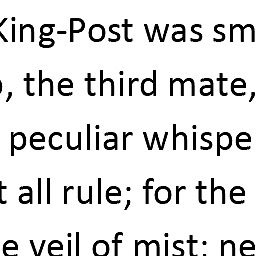 King-Post was sm
, the third mate,
peculiar whispe
t all rule; for the
e veil of mist; ne